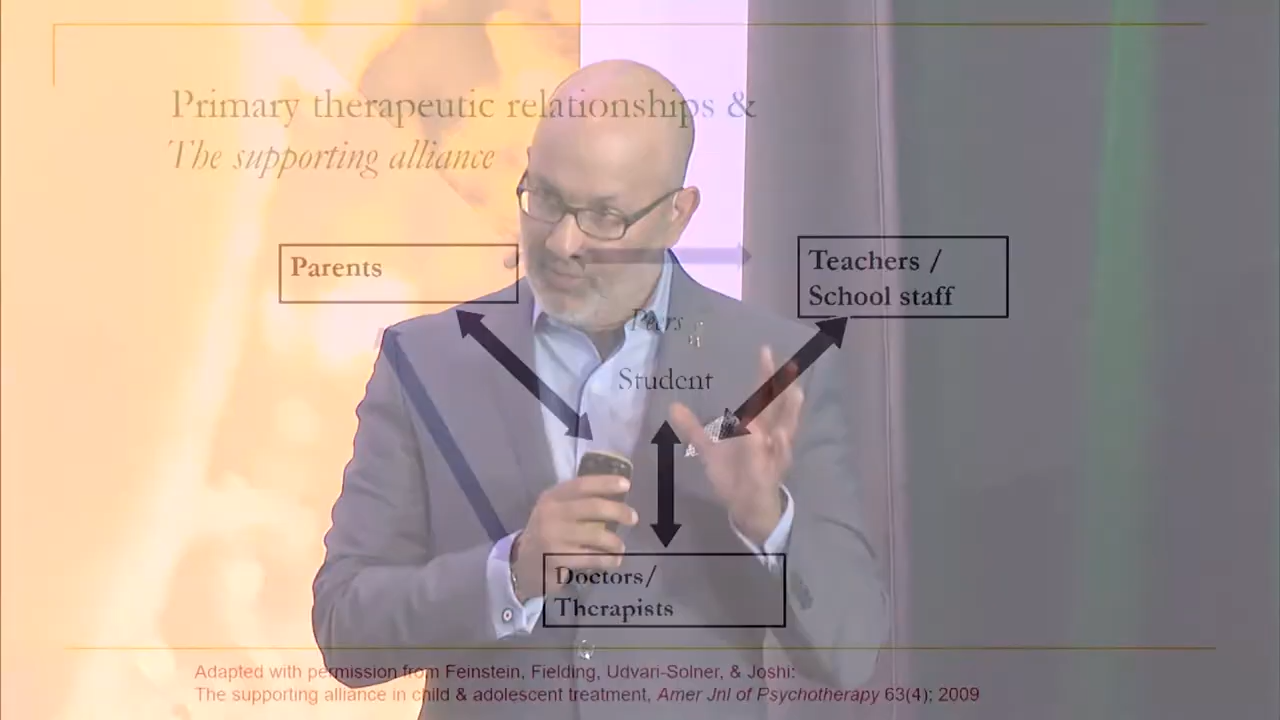 Primary therapeutic relationships &
The supporting alliance
Parents
Teachers /
School staff
Peers
Student
Doctors/
Therapists
Adapted with permission from Feinstein, Fielding, Udvari-Solner, & Joshi:
The supporting alliance in child & adolescent treatment, Amer Jnl of Psychotherapy 63(4); 2009